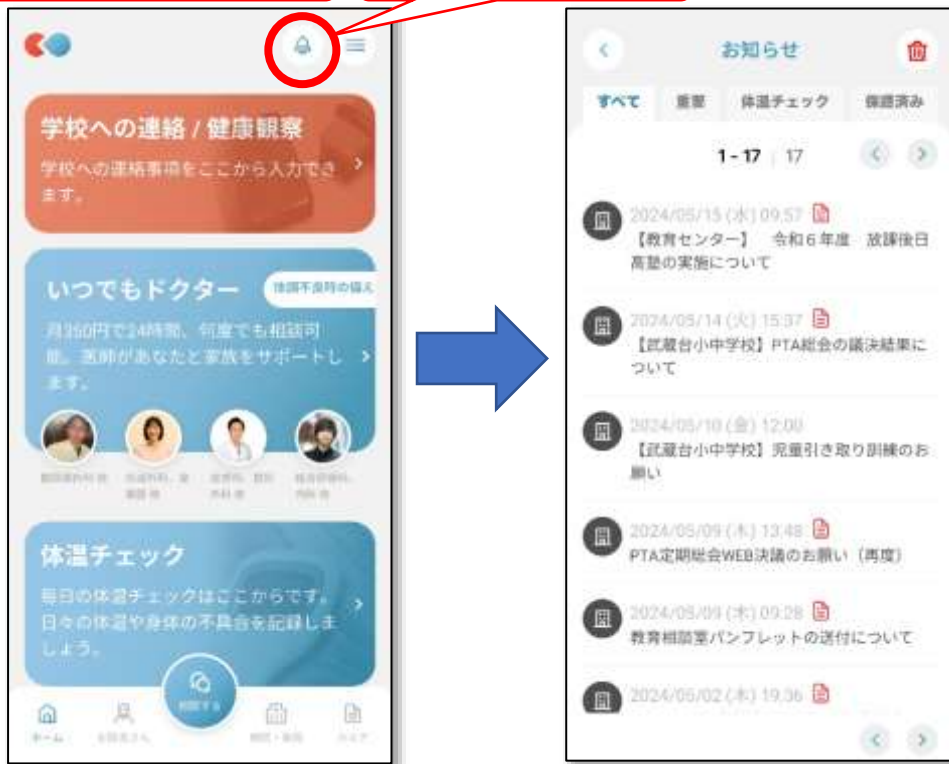 学校への連絡 / 健康観察
学校への連絡事項をここから入力でき
ます。
いつでもドクター
体調不良時の備え
月350円で24時間、何度でも相談可
能。医師があなたと家族をサポートし
ます。
体温チェック
毎日の体温チェックはここからです。
日々の体温や身体の不具合を記録しま
しょう。
相談する
ホーム
お知らせ
すべて
重要
体温チェック
保護済み
1 - 17 | 17
2024/05/15 (水) 09:57
【教育センター】 令和6年度 放課後日
高塾の実施について
2024/05/14 (火) 15:37
【武蔵台小中学校】PTA総会の議決結果に
ついて
2024/05/10 (金) 12:00
【武蔵台小中学校】児童引き取り訓練のお
願い
2024/05/09 (木) 13:48
PTA定期総会WEB決議のお願い（再度）
2024/05/09 (木) 09:28
教育相談室パンフレットの送付について
2024/05/02 (木) 19:36